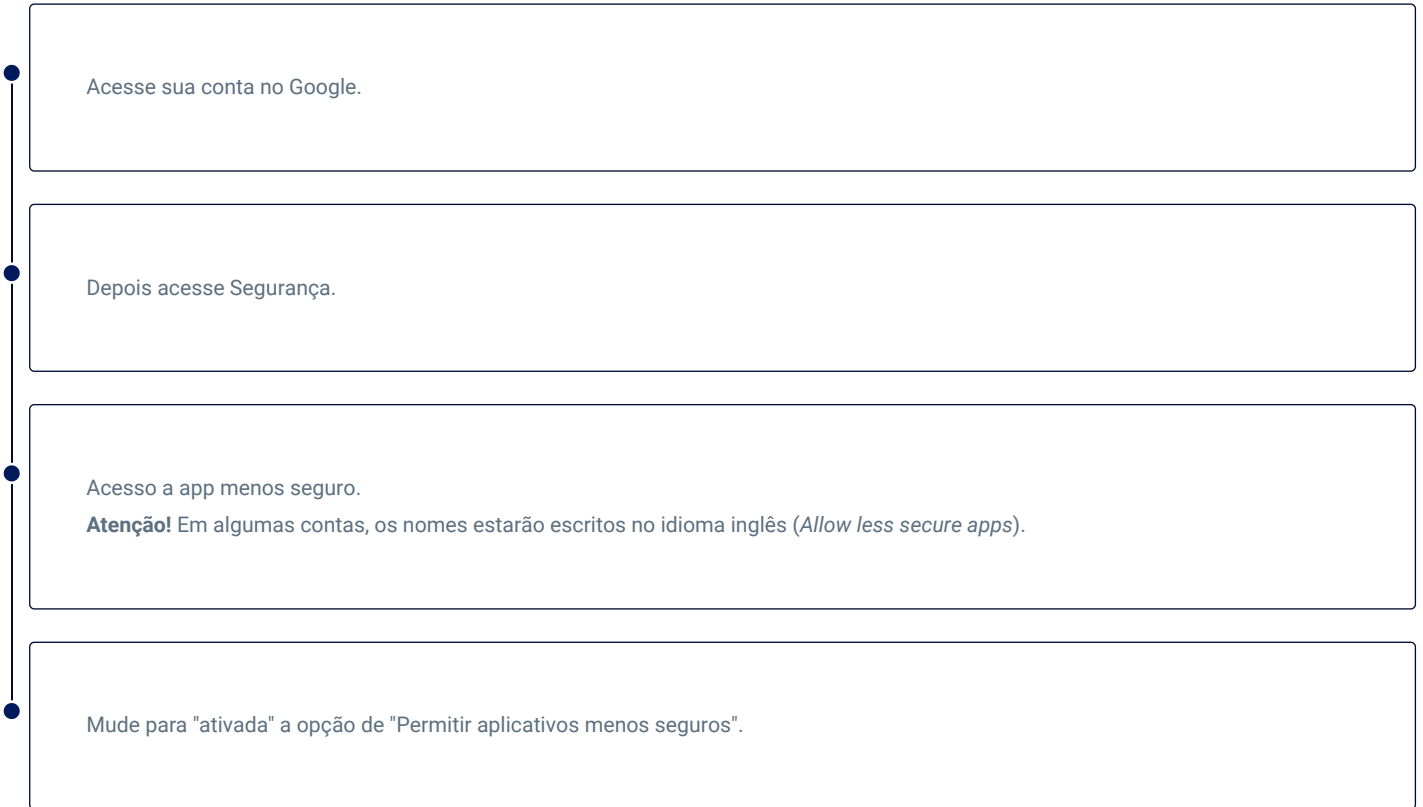 Acesse sua conta no Google.
Depois acesse Segurança.
Acesso a app menos seguro.
Atenção! Em algumas contas, os nomes estarão escritos no idioma inglês (Allow less secure apps).
Mude para "ativada" a opção de "Permitir aplicativos menos seguros".